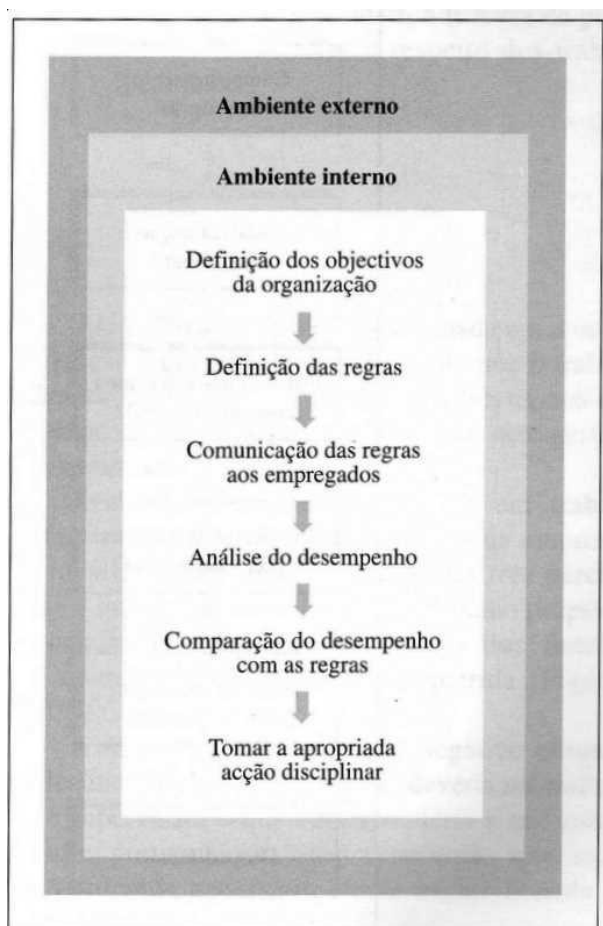 Ambiente externo
Ambiente interno
Definição dos objectivos
da organização
Definição das regras
Comunicação das regras
aos empregados
Análise do desempenho
Comparação do desempenho
com as regras
Tomar a apropriada
acção disciplinar